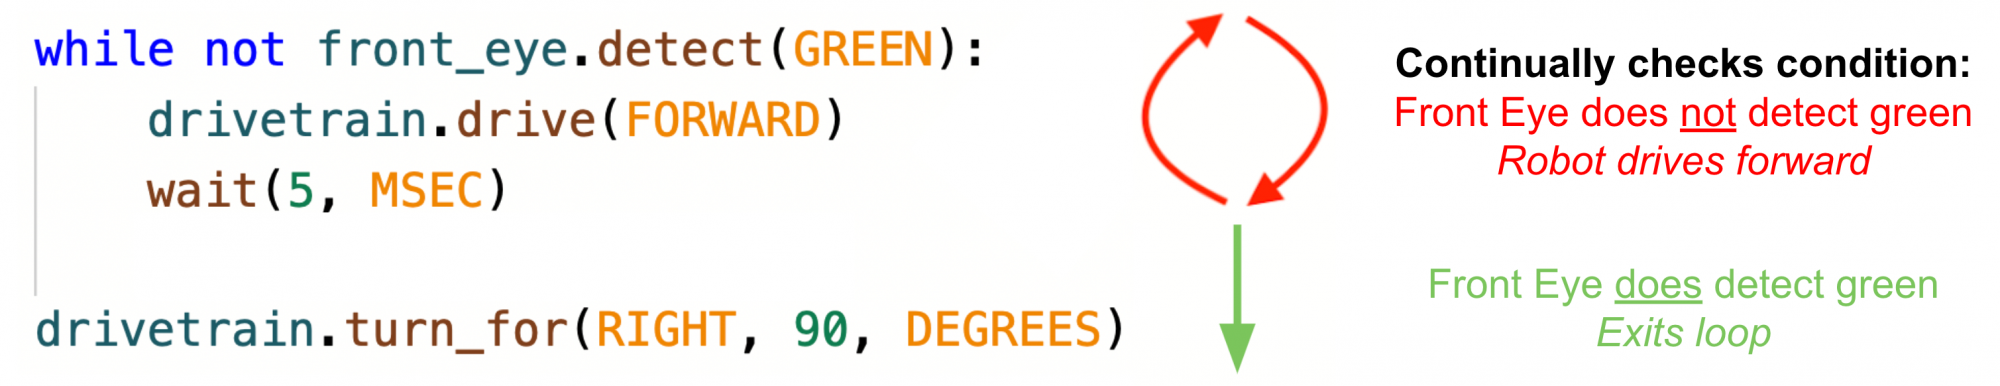 while not front_eye.detect(GREEN):
    drivetrain.drive(FORWARD)
    wait(5, MSEC)
drivetrain.turn_for(RIGHT, 90, DEGREES)
Continually checks condition:
Front Eye does not detect green
Robot drives forward
Front Eye does detect green
Exits loop